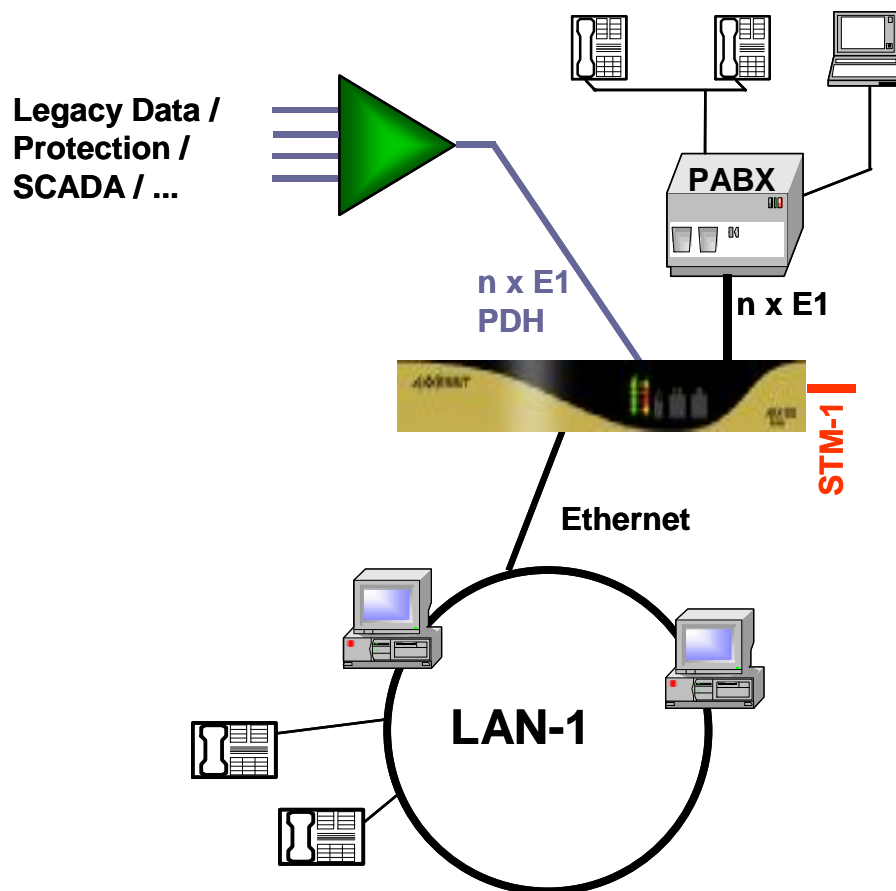 Legacy Data /
Protection /
SCADA / ...
PABX
n x E1
PDH
n x E1
STM-1
Ethernet
LAN-1